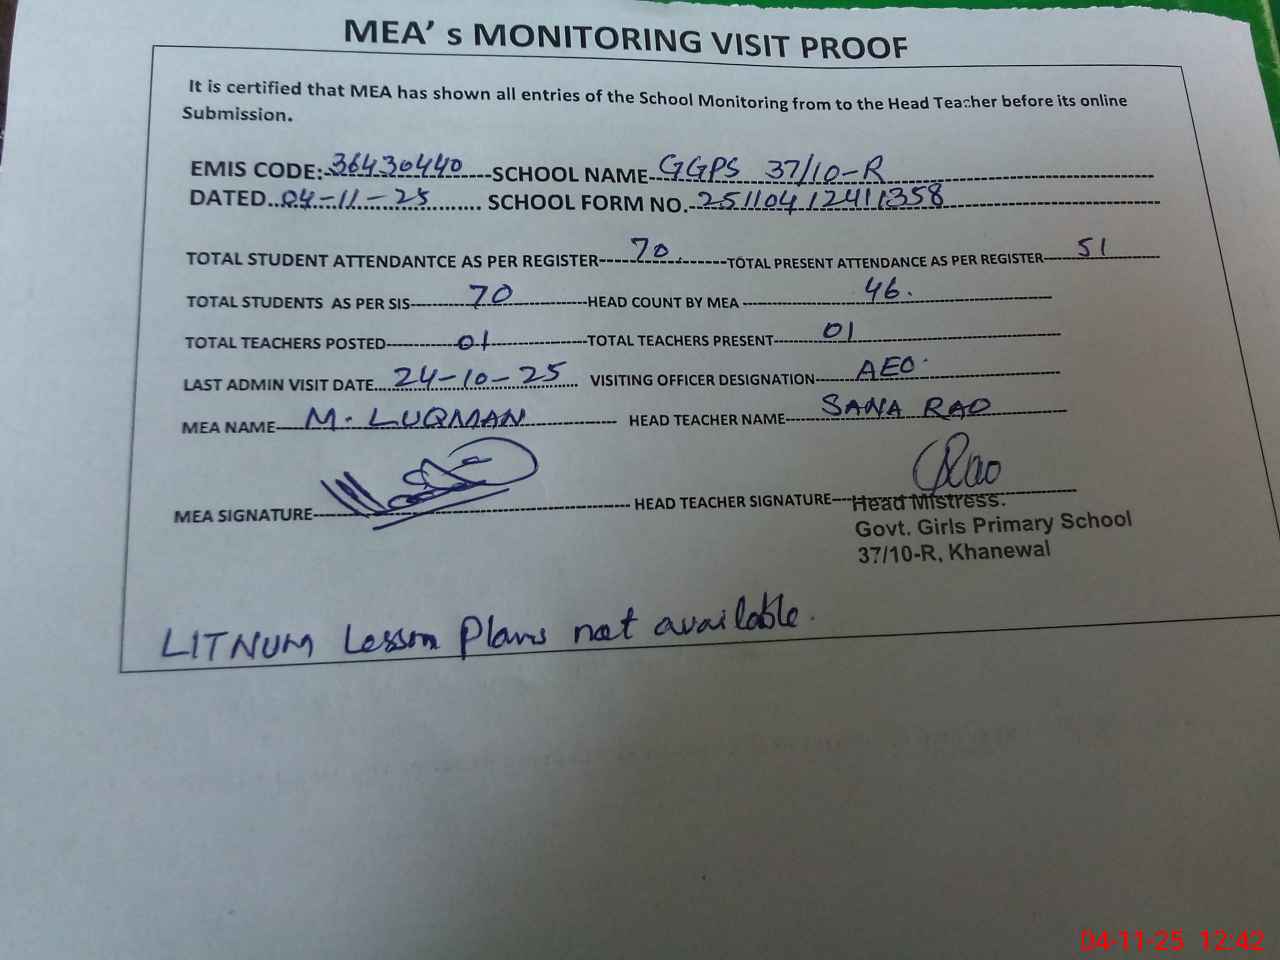 MEA' s MONITORING VISIT PROOF
It is certified that MEA has shown all entries of the School Monitoring from to the Head Teacher before its online
Submission.
EMIS CODE: 36430440 SCHOOL NAME GGPS 37/10-R
DATED 04-11-25 SCHOOL FORM NO. 25110412411358
TOTAL STUDENT ATTENDANTCE AS PER REGISTER 70 TOTAL PRESENT ATTENDANCE AS PER REGISTER 51
TOTAL STUDENTS AS PER SIS 70 HEAD COUNT BY MEA 46.
TOTAL TEACHERS POSTED 01 TOTAL TEACHERS PRESENT 01
LAST ADMIN VISIT DATE 24-10-25 VISITING OFFICER DESIGNATION AEO
MEA NAME M. LUQMAN HEAD TEACHER NAME SANA RAO
MEA SIGNATURE HEAD TEACHER SIGNATURE Rao
Head Mistress.
Govt. Girls Primary School
37/10-R, Khanewal
LITNUM Lesson Plans not available.
04-11-25 12:42